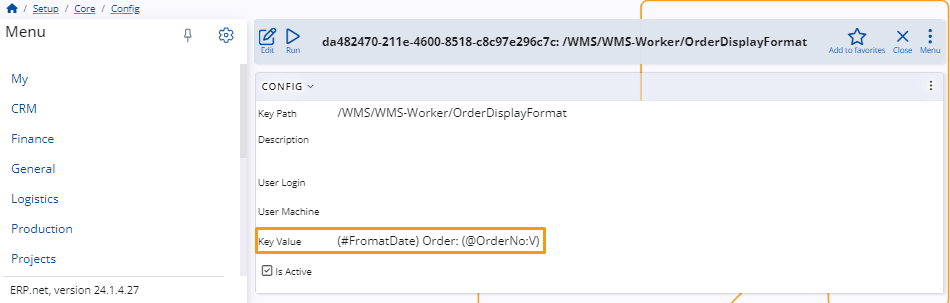 / Setup / Core / Config
Menu
My
CRM
Finance
General
Logistics
Production
Projects
ERP.net, version 24.1.4.27
Edit
Run
da482470-211e-4600-8518-c8c97e296c7c: /WMS/WMS-Worker/OrderDisplayFormat
Add to favorites
Close
Menu
CONFIG
Key Path /WMS/WMS-Worker/OrderDisplayFormat
Description
User Login
User Machine
Key Value (#FromatDate) Order: (@OrderNo:V)
Is Active